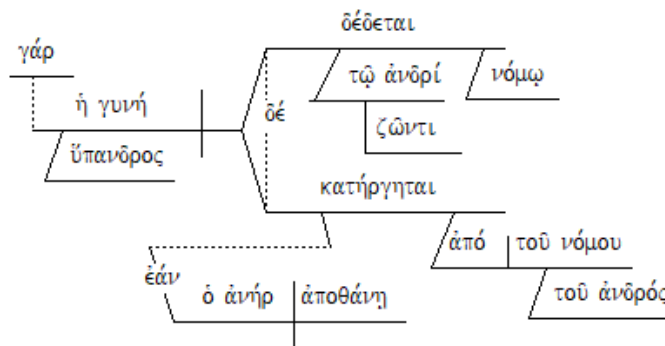 δέδεται
γάρ
τῷ ἀνδρί
νόμῳ
ἡ γυνή
δέ
ζῶντι
ὕπανδρος
κατήργηται
ἀπό
τοῦ νόμου
ἐάν
ὁ ἀνήρ
ἀποθάνῃ
τοῦ ἀνδρός